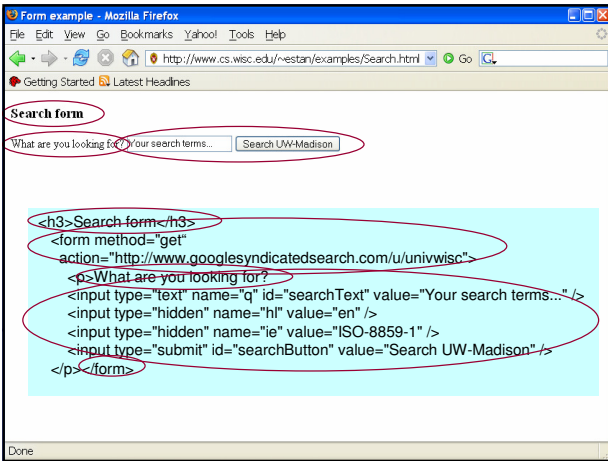 Form example - Mozilla Firefox
File Edit View Go Bookmarks Yahoo! Tools Help
http://www.cs.wisc.edu/~estan/examples/Search.html Go G
Getting Started Latest Headlines
Search form
What are you looking for? Your search terms... Search UW-Madison
<h3>Search form</h3>
<form method="get“
action="http://www.googlesyndicatedsearch.com/u/univwisc">
<p>What are you looking for?
<input type="text" name="q" id="searchText" value="Your search terms..." />
<input type="hidden" name="hl" value="en" />
<input type="hidden" name="ie" value="ISO-8859-1" />
<input type="submit" id="searchButton" value="Search UW-Madison" />
</p></form>
Done